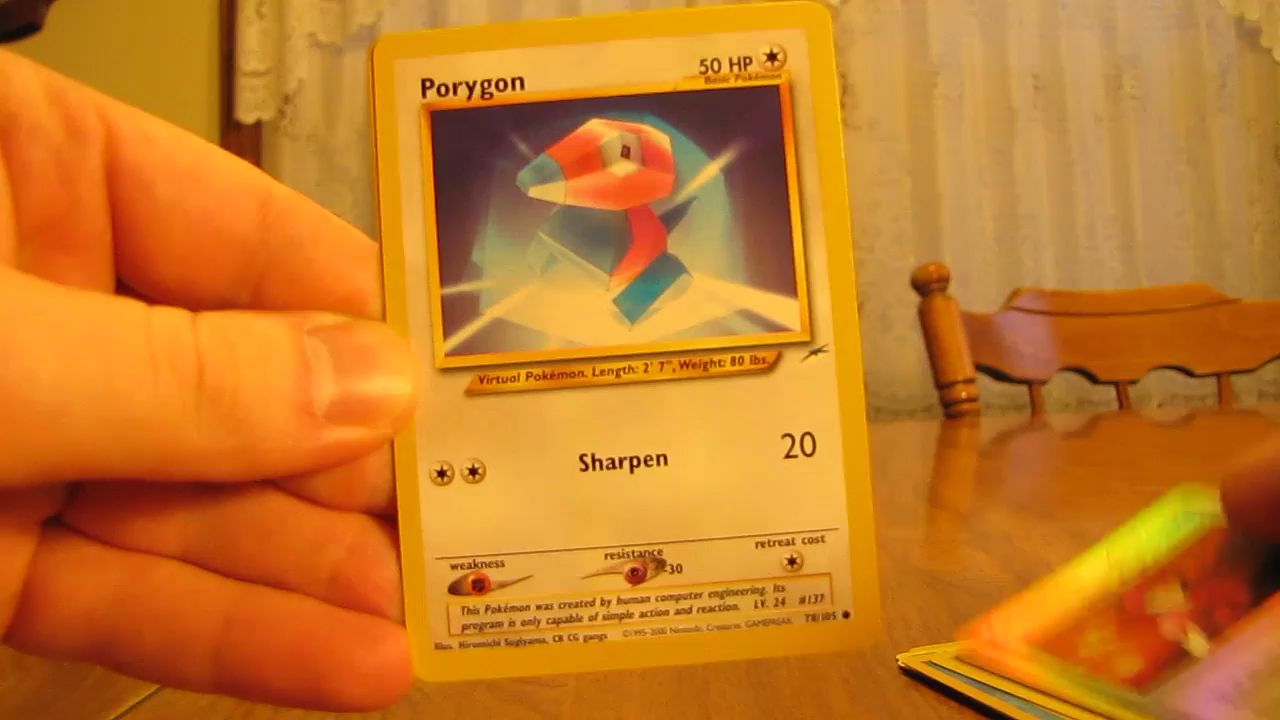 Porygon
50 HP
Basic Pokémon
Virtual Pokémon. Length: 2' 7", Weight: 80 lbs.
Sharpen 20
weakness
resistance
-30
retreat cost
This Pokémon was created by human computer engineering. Its
program is only capable of simple action and reaction. LV. 24 #137
Illus. Hiromichi Sugiyama, CR CG gangs ©1995-2000 Nintendo, Creatures, GAMEFREAK. 78/105